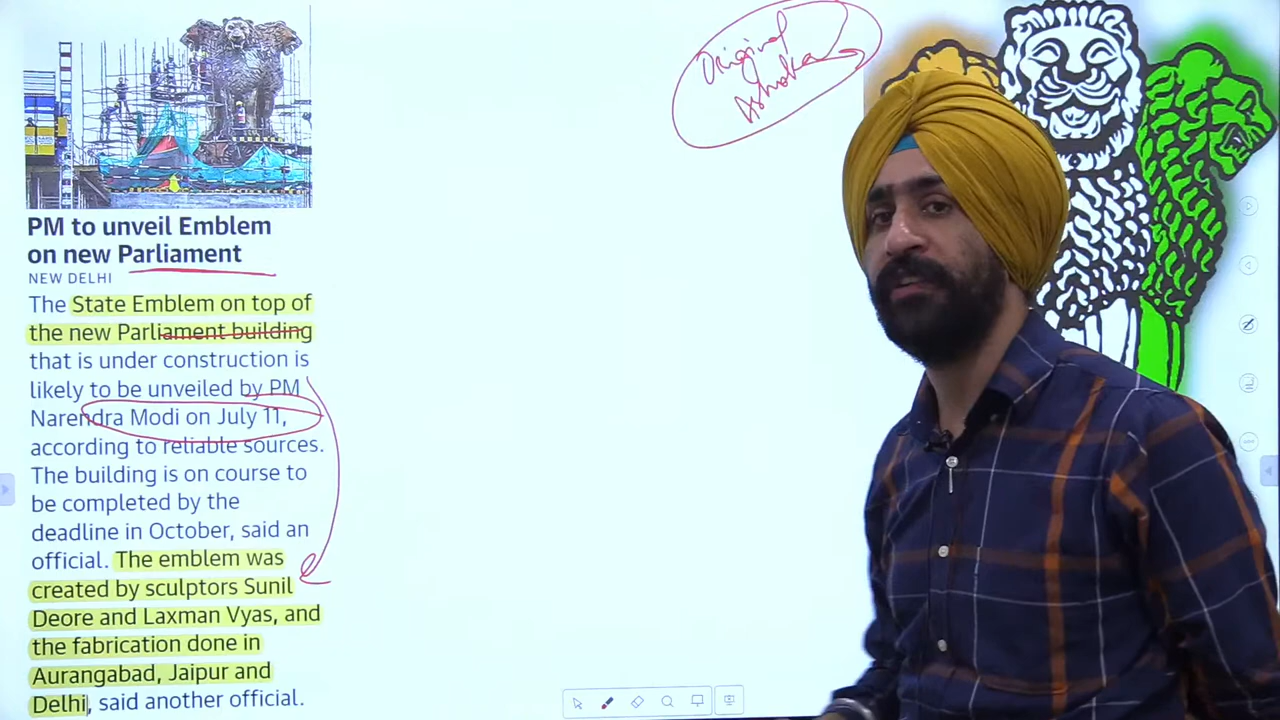 PM to unveil Emblem
on new Parliament
NEW DELHI
The State Emblem on top of
the new Parliament building
that is under construction is
likely to be unveiled by PM
Narendra Modi on July 11,
according to reliable sources.
The building is on course to
be completed by the
deadline in October, said an
official. The emblem was
created by sculptors Sunil
Deore and Laxman Vyas, and
the fabrication done in
Aurangabad, Jaipur and
Delhi, said another official.
Original
Ashoka